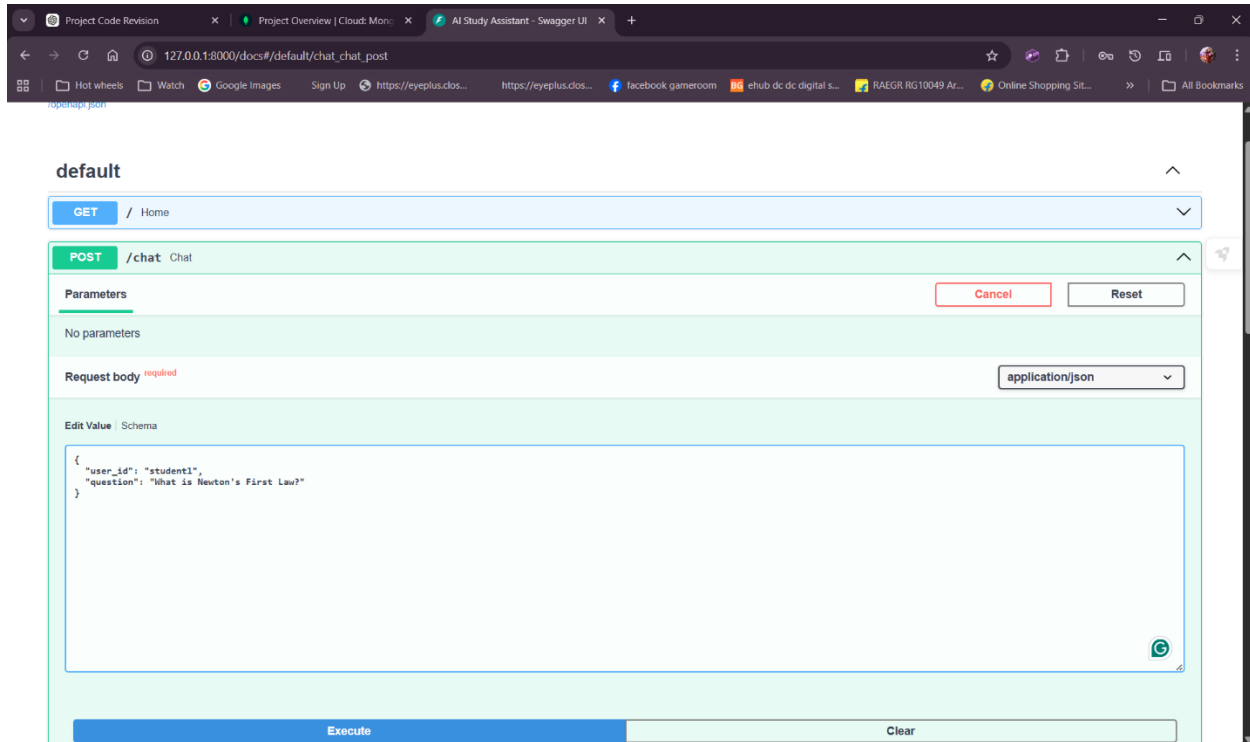 Project Code Revision
Project Overview | Cloud: Mong
AI Study Assistant - Swagger UI
127.0.0.1:8000/docs#/default/chat_chat_post
Hot wheels
Watch
Google Images
Sign Up
https://eyeplus.clos...
https://eyeplus.clos...
facebook gameroom
BG
ehub dc dc digital s...
RAEGR RG10049 Ar...
Online Shopping Sit...
»
All Bookmarks
/openapi.json
default
GET / Home
POST /chat Chat
Parameters
Cancel
Reset
No parameters
Request body required
application/json
Edit Value | Schema
{
"user_id": "student1",
"question": "What is Newton's First Law?"
}
Execute
Clear